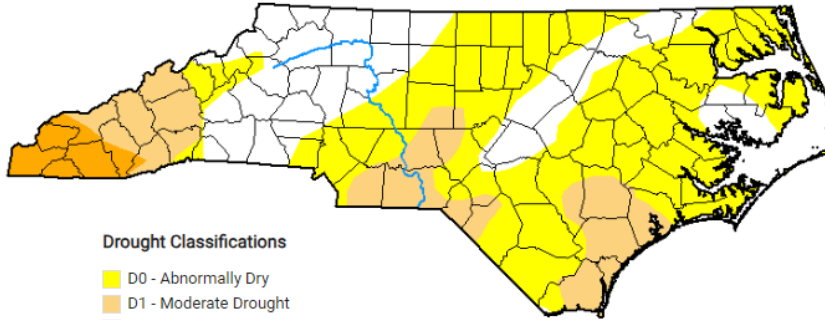 Drought Classifications
D0 - Abnormally Dry
D1 - Moderate Drought